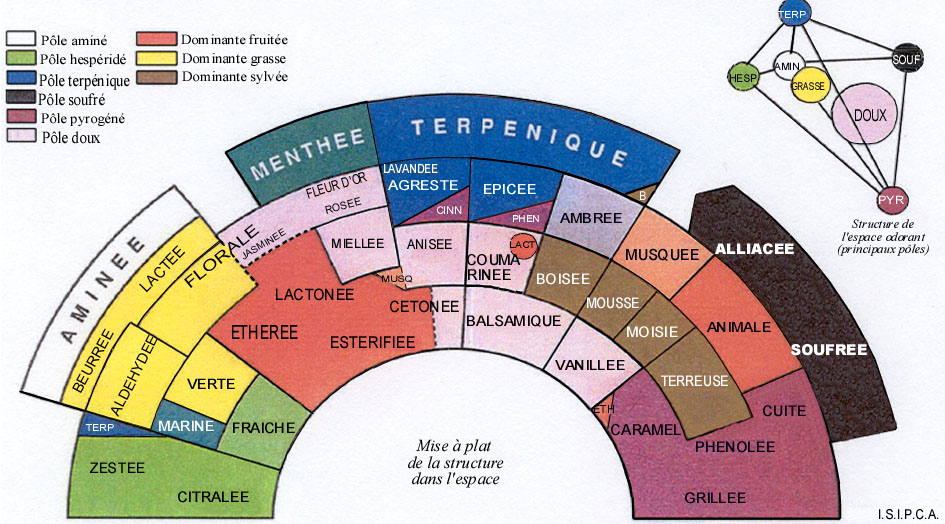 Pôle aminé
Pôle hespéridé
Pôle terpénique
Pôle soufré
Pôle pyrogéné
Pôle doux
Dominante fruitée
Dominante grasse
Dominante sylvée
TERP
SOUF
AMIN
HESP
GRASSE
DOUX
PYR
Structure de
l'espace odorant
(principaux pôles)
AMINEE
MENTHEE
TERPENIQUE
ALLIACEE
SOUFREE
BEURREE
LACTEE
FLORALE
JASMINEE
ROSEE
FLEUR D'OR
LAVANDEE
AGRESTE
CINN
EPICEE
PHEN
AMBREE
B
MUSQUEE
ANIMALE
CUITE
ALDEHYDEE
VERTE
MARINE
TERP
FRAICHE
ZESTEE
CITRALEE
LACTONEE
ETHEREE
ESTERIFIEE
MIELLEE
MUSQ
CETONEE
ANISEE
COUMA
RINEE
LACT
BOISEE
MOUSSE
MOISIE
TERREUSE
BALSAMIQUE
VANILLEE
ETH
CARAMEL
PHENOLEE
GRILLEE
Mise à plat
de la structure
dans l'espace
I.S.I.P.C.A.